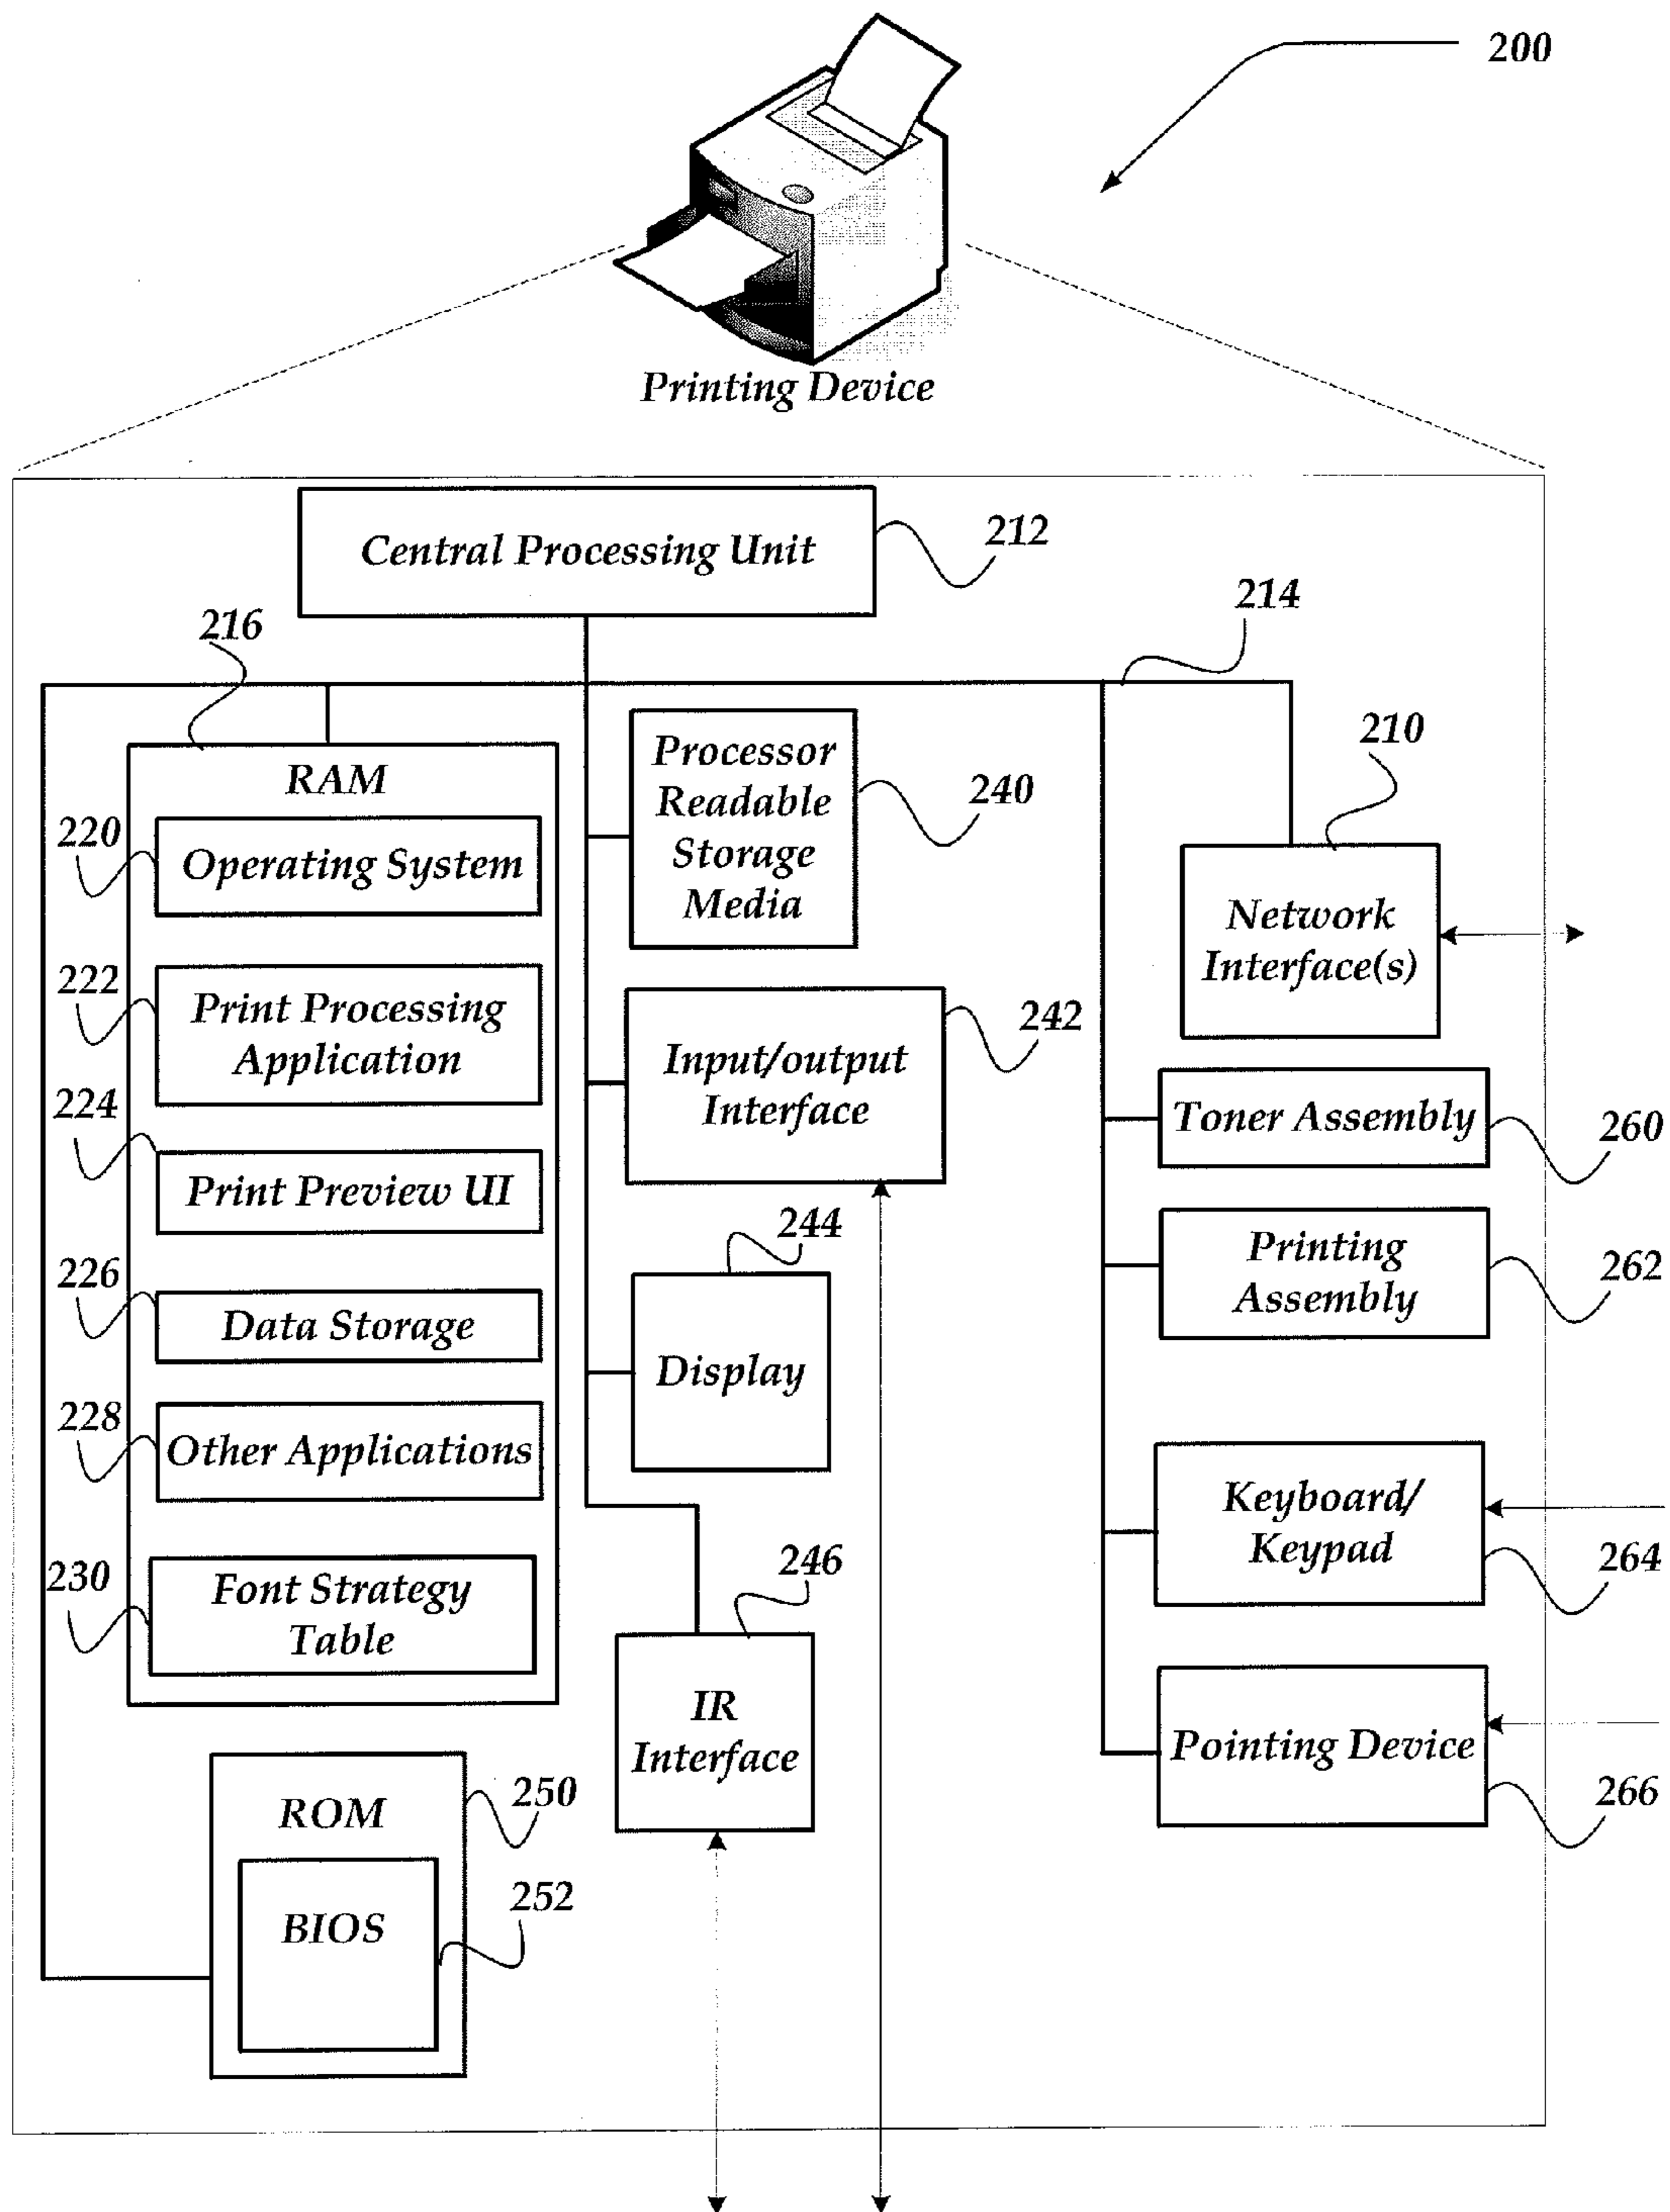 200
Printing Device
Central Processing Unit
212
214
216
RAM
220
Operating System
222
Print Processing
Application
224
Print Preview UI
226
Data Storage
228
Other Applications
230
Font Strategy
Table
Processor
Readable
Storage
Media
240
Input/output
Interface
242
244
Display
246
IR
Interface
210
Network
Interface(s)
Toner Assembly
260
Printing
Assembly
262
Keyboard/
Keypad
264
Pointing Device
266
ROM
250
BIOS
252